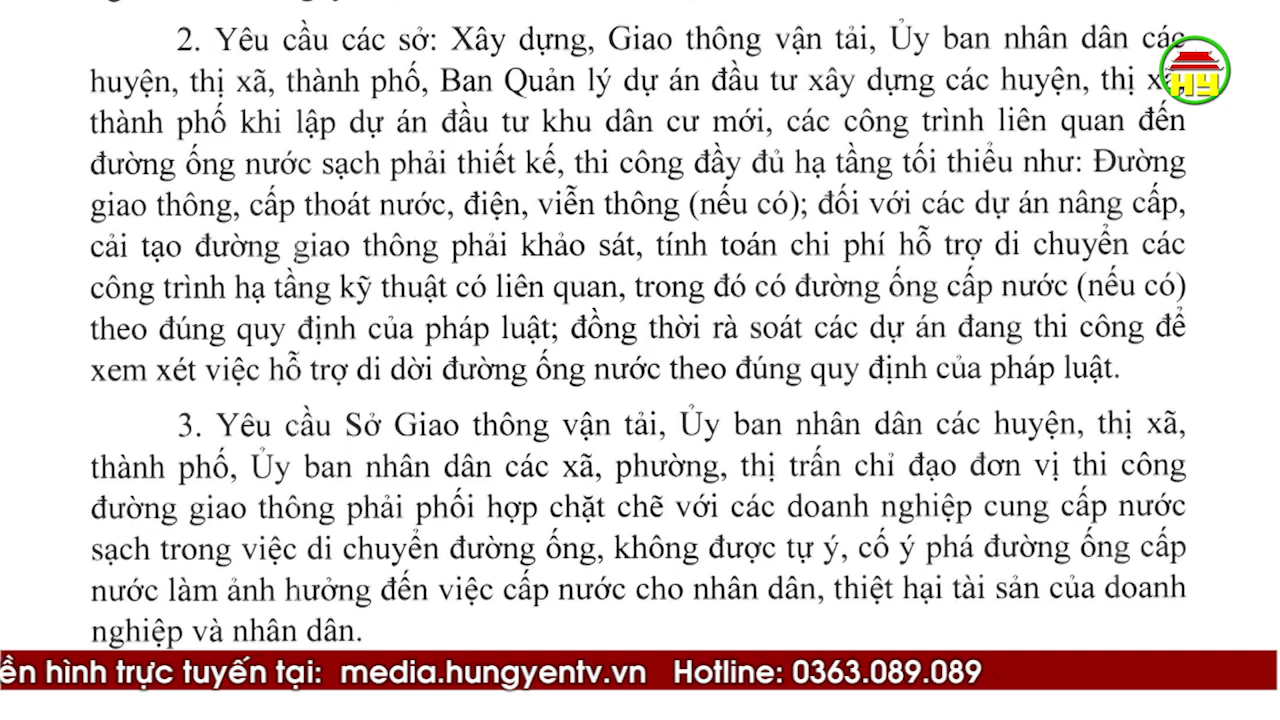 2. Yêu cầu các sở: Xây dựng, Giao thông vận tải, Ủy ban nhân dân các
huyện, thị xã, thành phố, Ban Quản lý dự án đầu tư xây dựng các huyện, thị xã,
thành phố khi lập dự án đầu tư khu dân cư mới, các công trình liên quan đến
đường ống nước sạch phải thiết kế, thi công đầy đủ hạ tầng tối thiểu như: Đường
giao thông, cấp thoát nước, điện, viễn thông (nếu có); đối với các dự án nâng cấp,
cải tạo đường giao thông phải khảo sát, tính toán chi phí hỗ trợ di chuyển các
công trình hạ tầng kỹ thuật có liên quan, trong đó có đường ống cấp nước (nếu có)
theo đúng quy định của pháp luật; đồng thời rà soát các dự án đang thi công để
xem xét việc hỗ trợ di dời đường ống nước theo đúng quy định của pháp luật.
3. Yêu cầu Sở Giao thông vận tải, Ủy ban nhân dân các huyện, thị xã,
thành phố, Ủy ban nhân dân các xã, phường, thị trấn chỉ đạo đơn vị thi công
đường giao thông phải phối hợp chặt chẽ với các doanh nghiệp cung cấp nước
sạch trong việc di chuyển đường ống, không được tự ý, cố ý phá đường ống cấp
nước làm ảnh hưởng đến việc cấp nước cho nhân dân, thiệt hại tài sản của doanh
nghiệp và nhân dân.
HY
ền hình trực tuyến tại: media.hungyentv.vn Hotline: 0363.089.089